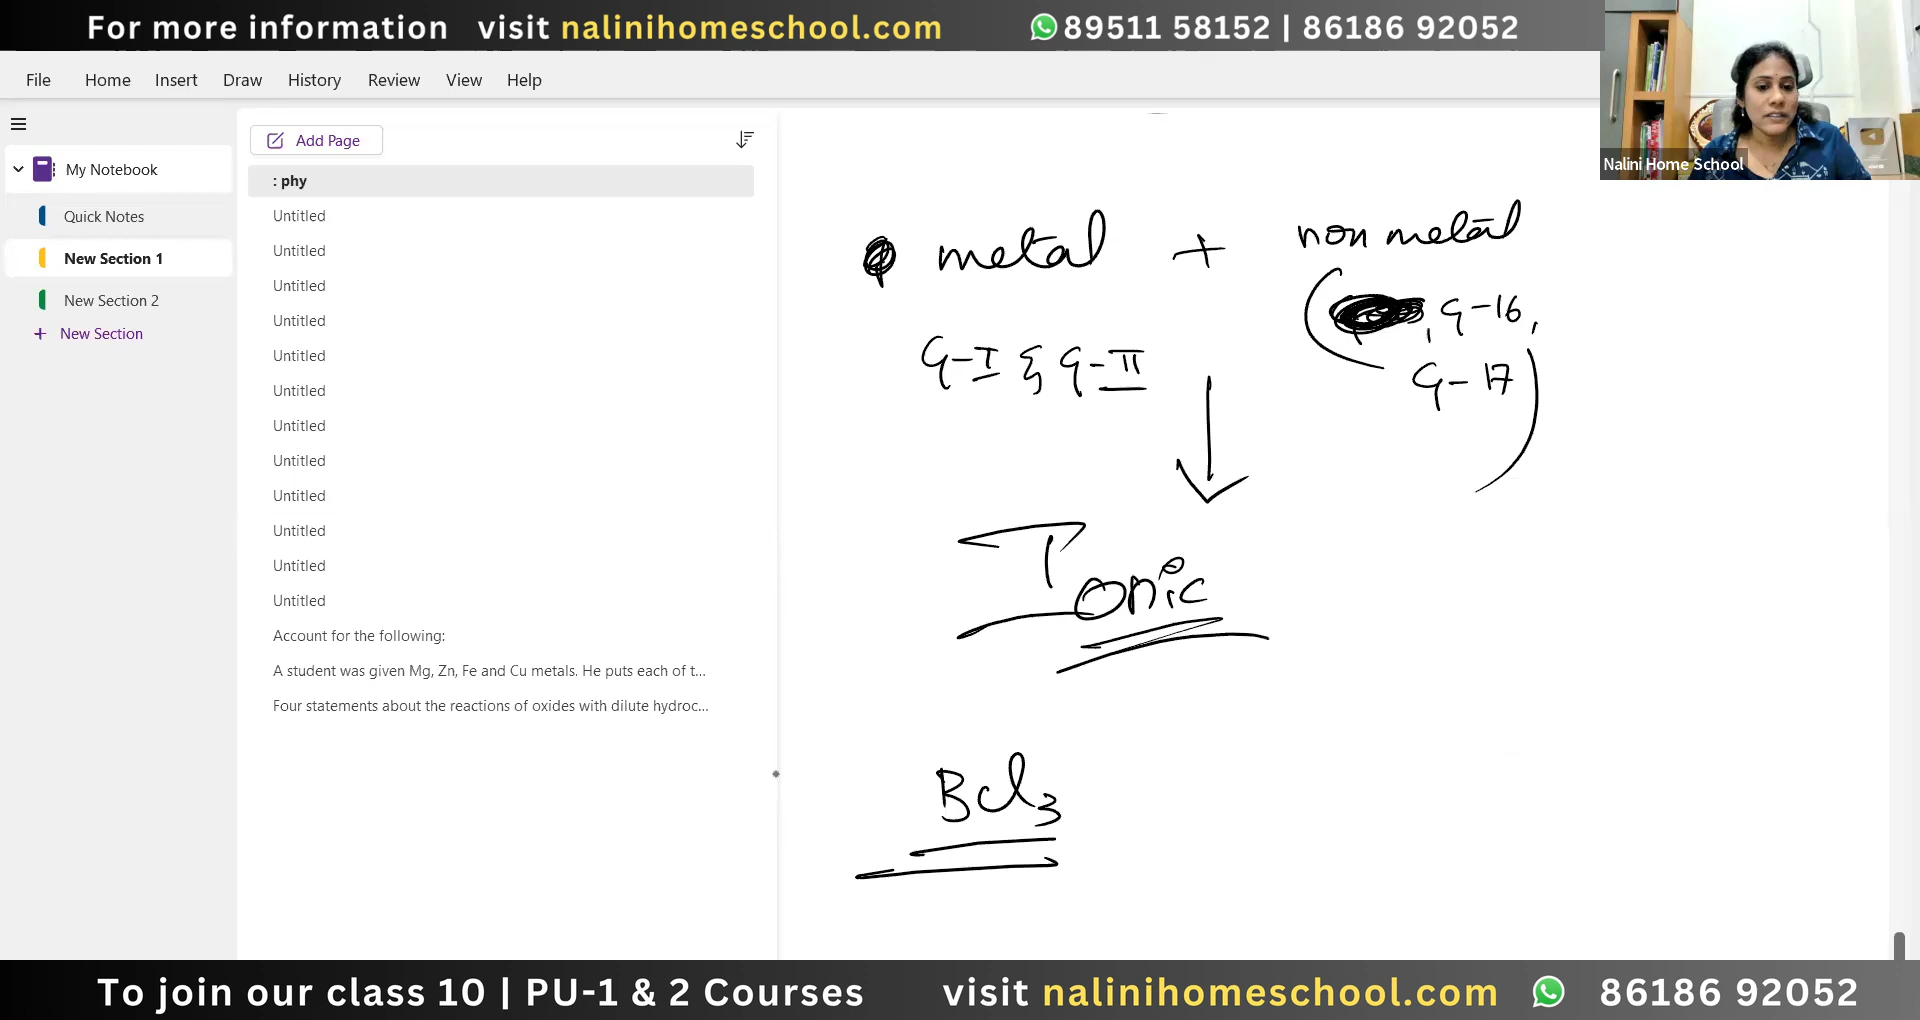 For more information visit nalinihomeschool.com 89511 58152 | 86186 92052
File Home Insert Draw History Review View Help
Nalini Home School
My Notebook
Quick Notes
New Section 1
New Section 2
+ New Section
Add Page
: phy
Untitled
Untitled
Untitled
Untitled
Untitled
Untitled
Untitled
Untitled
Untitled
Untitled
Untitled
Untitled
Account for the following:
A student was given Mg, Zn, Fe and Cu metals. He puts each of t...
Four statements about the reactions of oxides with dilute hydroc...
metal + non metal
G-I & G-II
, G-16,
G-17
Ionic
BCl3
To join our class 10 | PU-1 & 2 Courses visit nalinihomeschool.com 86186 92052